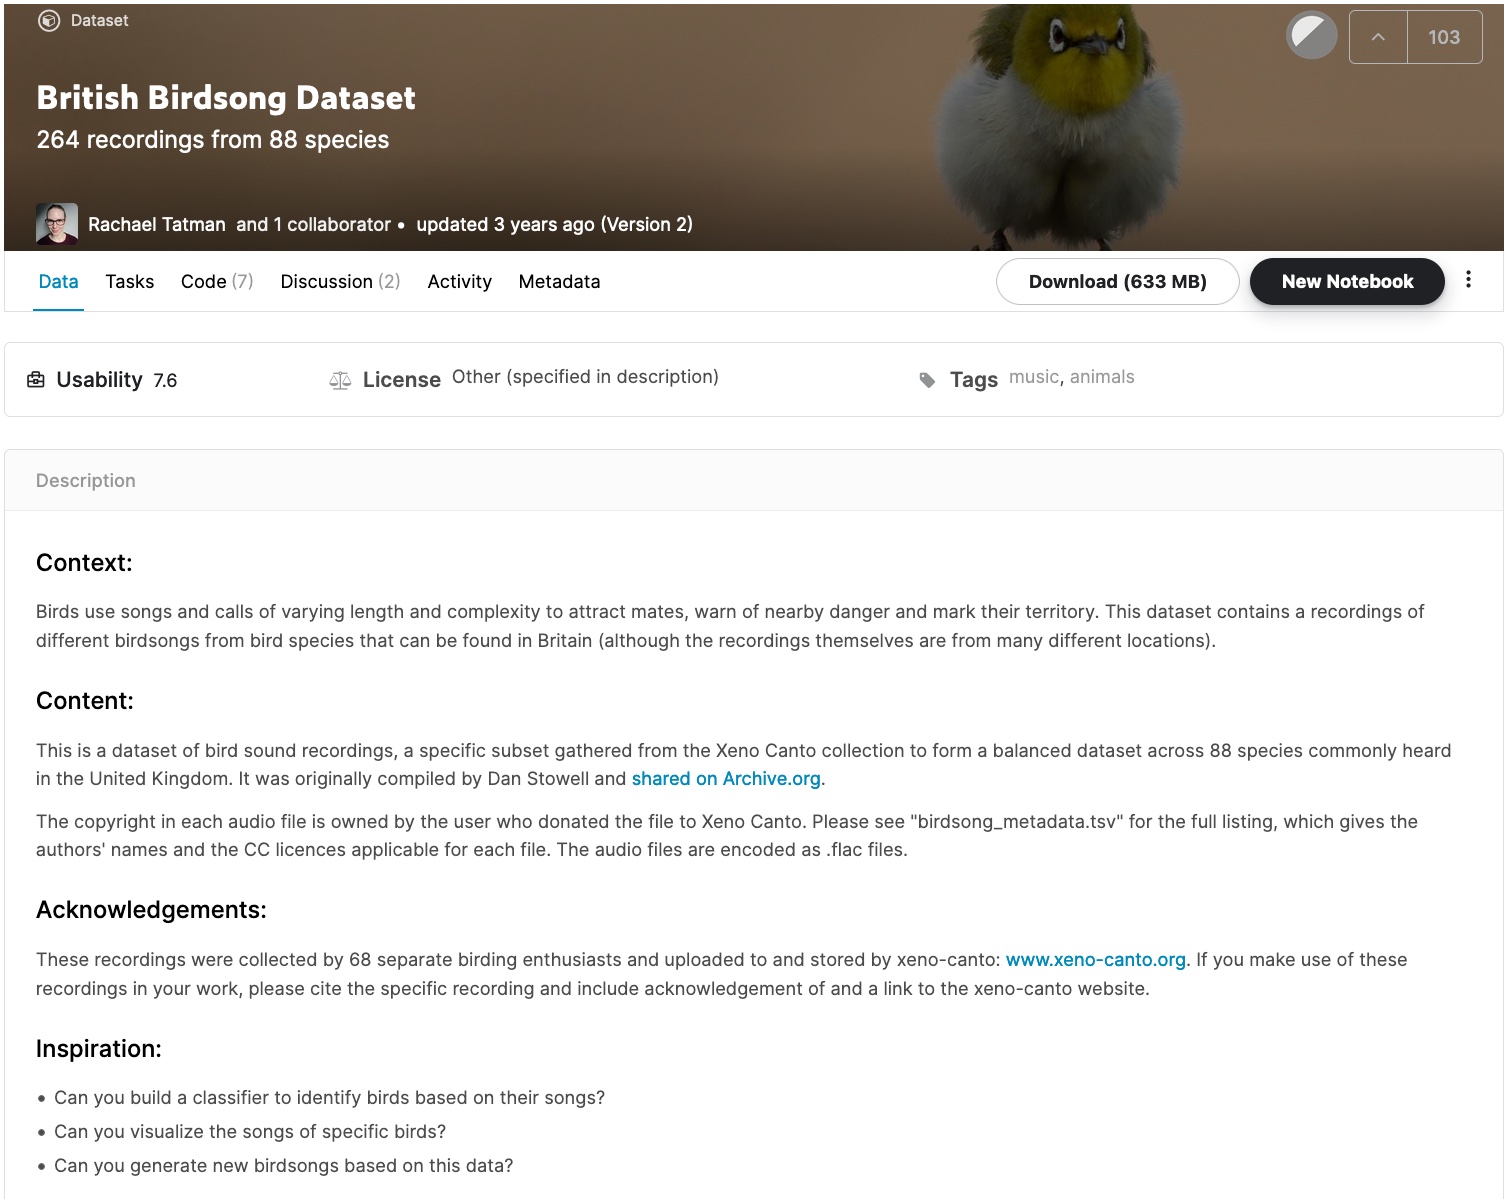 Dataset
103
British Birdsong Dataset
264 recordings from 88 species
Rachael Tatman and 1 collaborator • updated 3 years ago (Version 2)
Data Tasks Code (7) Discussion (2) Activity Metadata Download (633 MB) New Notebook
Usability 7.6 License Other (specified in description) Tags music, animals
Description
Context:
Birds use songs and calls of varying length and complexity to attract mates, warn of nearby danger and mark their territory. This dataset contains a recordings of
different birdsongs from bird species that can be found in Britain (although the recordings themselves are from many different locations).
Content:
This is a dataset of bird sound recordings, a specific subset gathered from the Xeno Canto collection to form a balanced dataset across 88 species commonly heard
in the United Kingdom. It was originally compiled by Dan Stowell and shared on Archive.org.
The copyright in each audio file is owned by the user who donated the file to Xeno Canto. Please see "birdsong_metadata.tsv" for the full listing, which gives the
authors' names and the CC licences applicable for each file. The audio files are encoded as .flac files.
Acknowledgements:
These recordings were collected by 68 separate birding enthusiasts and uploaded to and stored by xeno-canto: www.xeno-canto.org. If you make use of these
recordings in your work, please cite the specific recording and include acknowledgement of and a link to the xeno-canto website.
Inspiration:
• Can you build a classifier to identify birds based on their songs?
• Can you visualize the songs of specific birds?
• Can you generate new birdsongs based on this data?